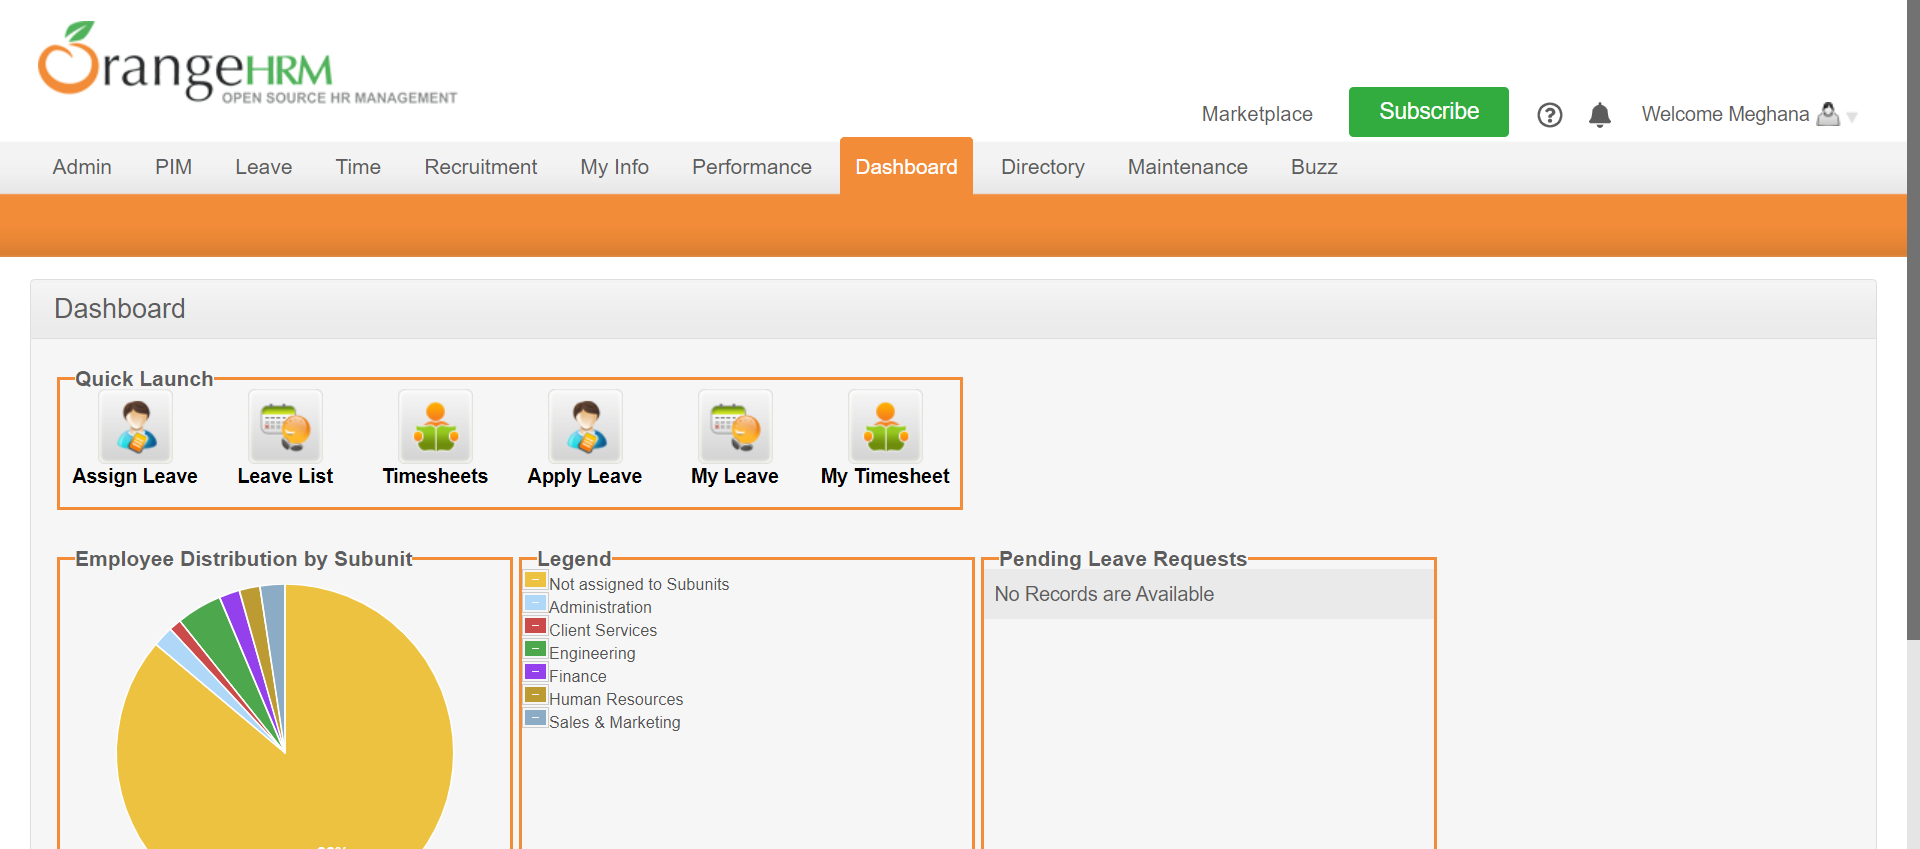 OrangeHRM
OPEN SOURCE HR MANAGEMENT
Marketplace
Subscribe
Welcome Meghana
Admin PIM Leave Time Recruitment My Info Performance Dashboard Directory Maintenance Buzz
Dashboard
Quick Launch
Assign Leave Leave List Timesheets Apply Leave My Leave My Timesheet
Employee Distribution by Subunit
Legend
Not assigned to Subunits
Administration
Client Services
Engineering
Finance
Human Resources
Sales & Marketing
Pending Leave Requests
No Records are Available